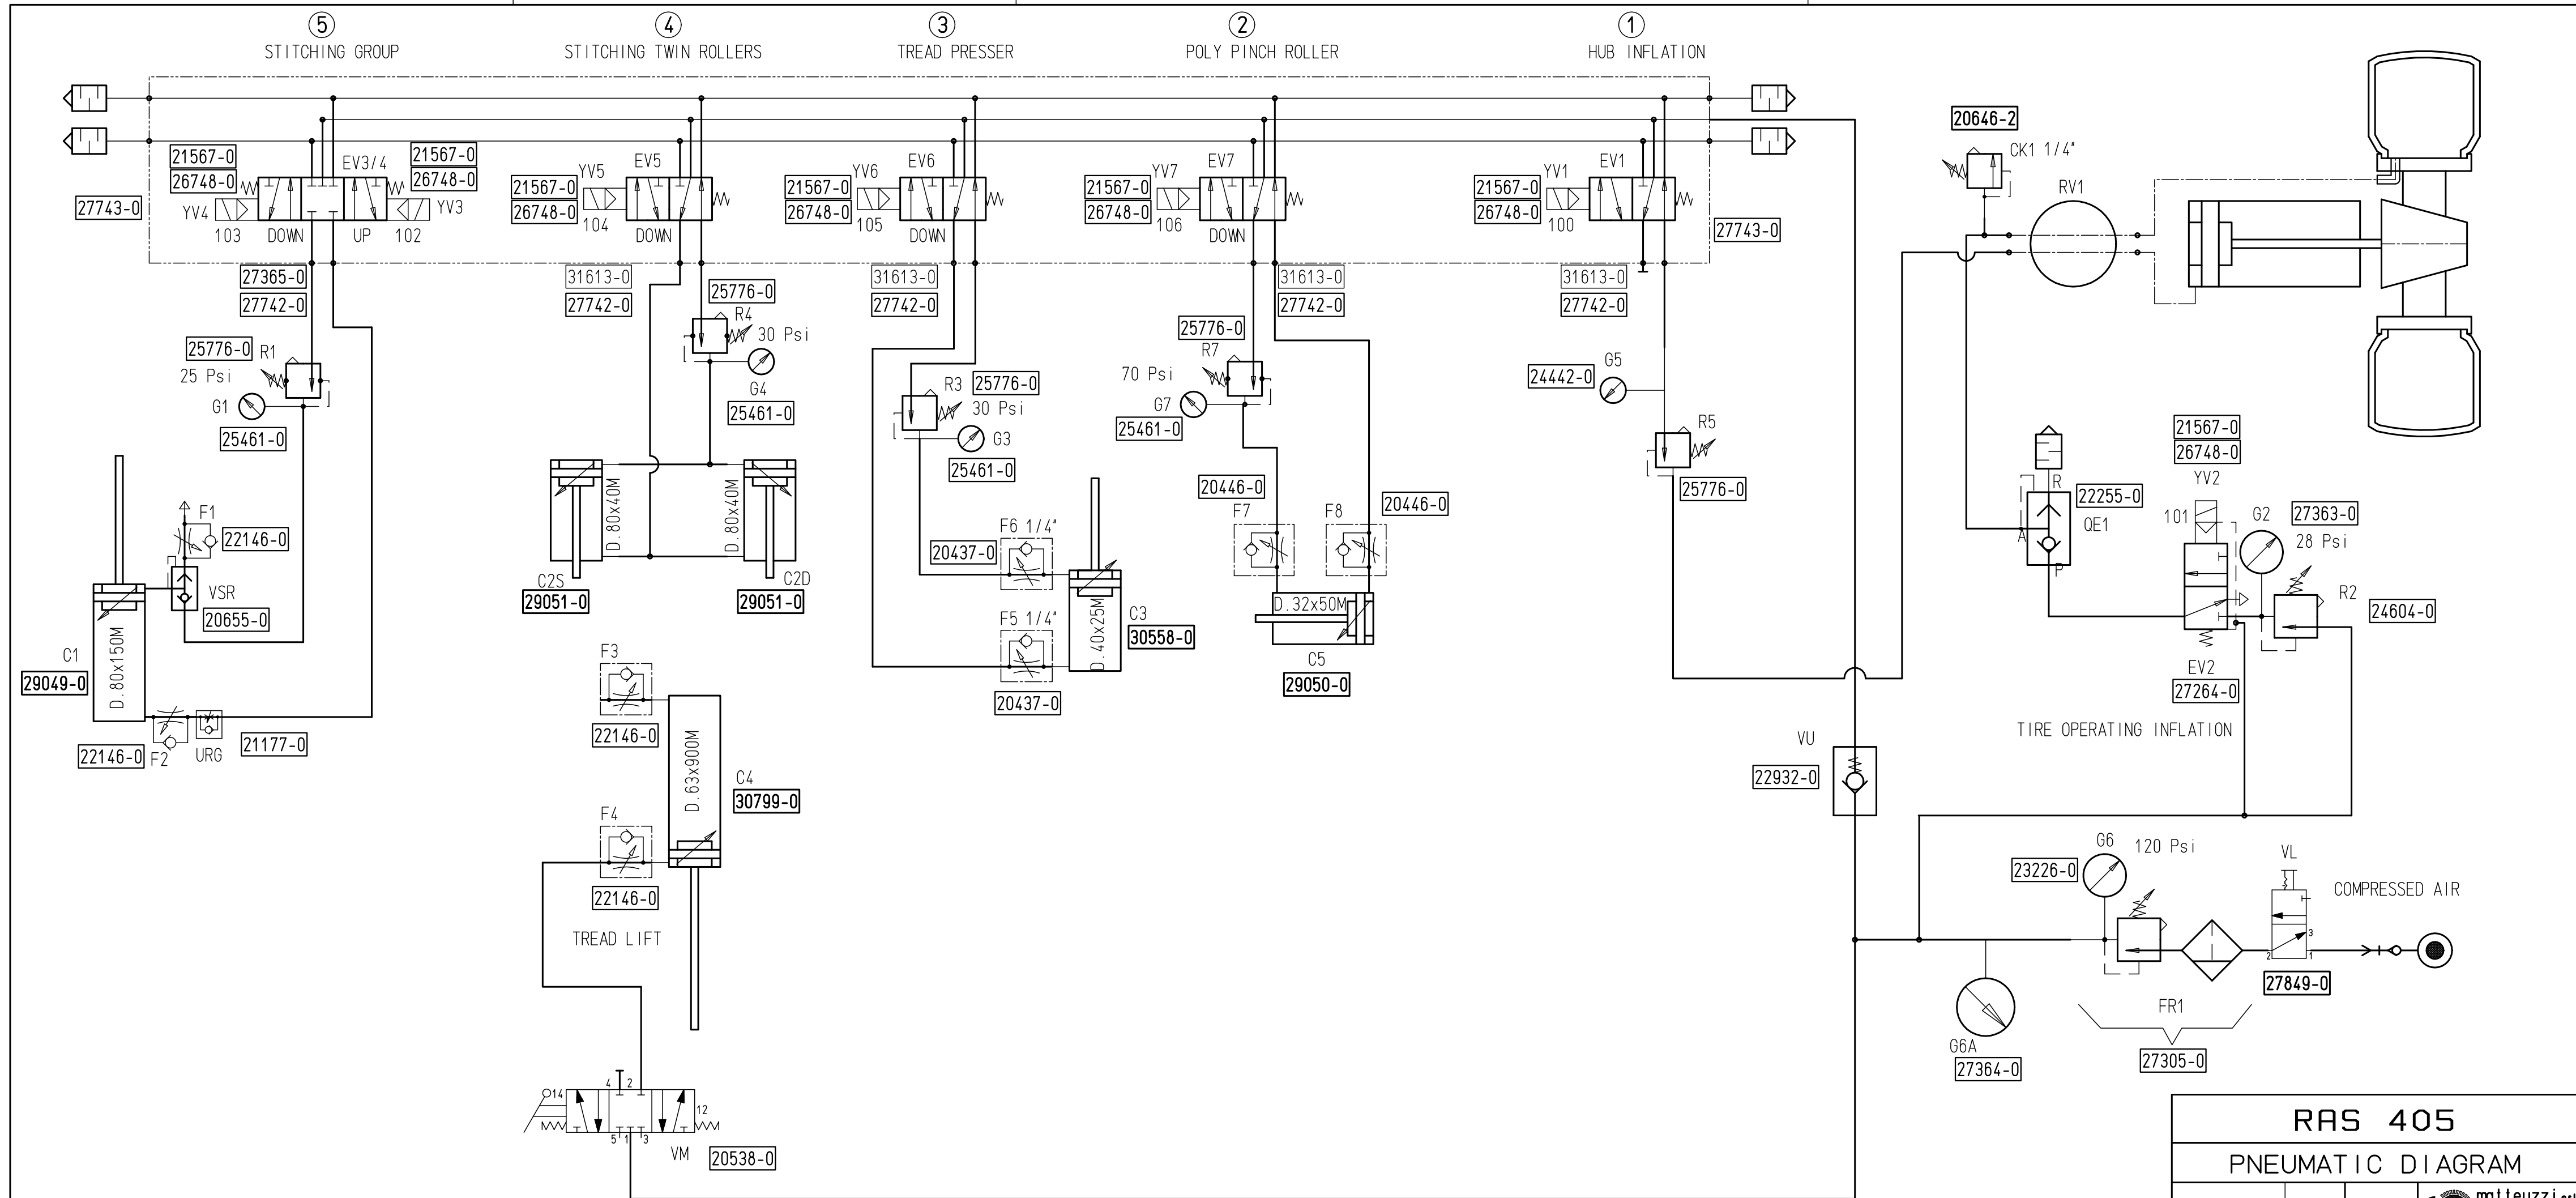 5
STITCHING GROUP
4
STITCHING TWIN ROLLERS
3
TREAD PRESSER
2
POLY PINCH ROLLER
1
HUB INFLATION
21567-0
26748-0
EV3/4
21567-0
26748-0
27743-0
YV4
YV3
103
DOWN
UP
102
YV5
EV5
21567-0
26748-0
104
DOWN
YV6
EV6
21567-0
26748-0
105
DOWN
YV7
EV7
21567-0
26748-0
106
DOWN
YV1
EV1
21567-0
26748-0
100
27743-0
27365-0
27742-0
31613-0
27742-0
31613-0
27742-0
31613-0
27742-0
31613-0
27742-0
25776-0
R1
25 Psi
G1
25461-0
25776-0
R4
30 Psi
G4
25461-0
R3
25776-0
30 Psi
G3
25461-0
25776-0
R7
70 Psi
G7
25461-0
G5
24442-0
R5
25776-0
20646-2
CK1 1/4"
RV1
F1
22146-0
VSR
20655-0
C1
29049-0
D.80x150M
22146-0
F2
URG
21177-0
D.80x40M
D.80x40M
C2S
29051-0
C2D
29051-0
F6 1/4"
20437-0
F5 1/4"
20437-0
D.40x25M
C3
30558-0
20446-0
F7
20446-0
F8
D.32x50M
C5
29050-0
F3
22146-0
F4
22146-0
D.63x900M
C4
30799-0
TREAD LIFT
14
4
2
12
5
1
3
VM
20538-0
VU
22932-0
R
22255-0
QE1
A
P
21567-0
26748-0
YV2
101
G2
27363-0
28 Psi
R2
24604-0
EV2
27264-0
TIRE OPERATING INFLATION
G6
120 Psi
23226-0
VL
COMPRESSED AIR
3
2
1
27849-0
FR1
27305-0
G6A
27364-0
RAS 405
PNEUMATIC DIAGRAM
matteuzzi